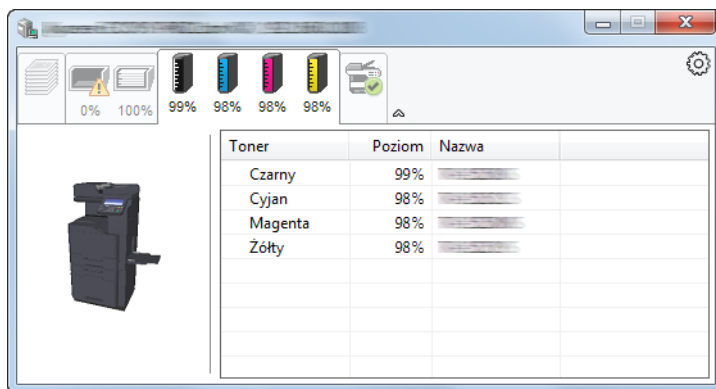 0% 100% 99% 98% 98% 98%
Toner Poziom Nazwa
Czarny 99%
Cyjan 98%
Magenta 98%
Żółty 98%